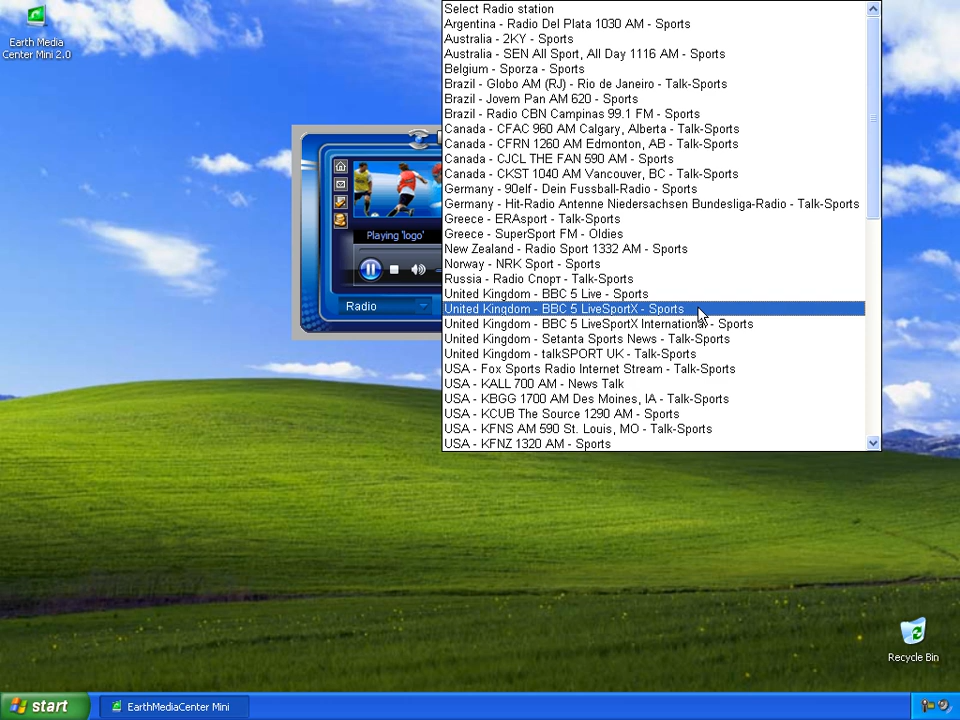 Earth Media
Center Mini 2.0
Select Radio station
Argentina - Radio Del Plata 1030 AM - Sports
Australia - 2KY - Sports
Australia - SEN All Sport, All Day 1116 AM - Sports
Belgium - Sporza - Sports
Brazil - Globo AM (RJ) - Rio de Janeiro - Talk-Sports
Brazil - Jovem Pan AM 620 - Sports
Brazil - Radio CBN Campinas 99.1 FM - Sports
Canada - CFAC 960 AM Calgary, Alberta - Talk-Sports
Canada - CFRN 1260 AM Edmonton, AB - Talk-Sports
Canada - CJCL THE FAN 590 AM - Sports
Canada - CKST 1040 AM Vancouver, BC - Talk-Sports
Germany - 90elf - Dein Fussball-Radio - Sports
Germany - Hit-Radio Antenne Niedersachsen Bundesliga-Radio - Talk-Sports
Greece - ERAsport - Talk-Sports
Greece - SuperSport FM - Oldies
New Zealand - Radio Sport 1332 AM - Sports
Norway - NRK Sport - Sports
Russia - Radio Спорт - Talk-Sports
United Kingdom - BBC 5 Live - Sports
United Kingdom - BBC 5 LiveSportX - Sports
United Kingdom - BBC 5 LiveSportX International - Sports
United Kingdom - Setanta Sports News - Talk-Sports
United Kingdom - talkSPORT UK - Talk-Sports
USA - Fox Sports Radio Internet Stream - Talk-Sports
USA - KALL 700 AM - News Talk
USA - KBGG 1700 AM Des Moines, IA - Talk-Sports
USA - KCUB The Source 1290 AM - Sports
USA - KFNS AM 590 St. Louis, MO - Talk-Sports
USA - KFNZ 1320 AM - Sports
Playing 'logo'
Radio
Recycle Bin
start
EarthMediaCenter Mini